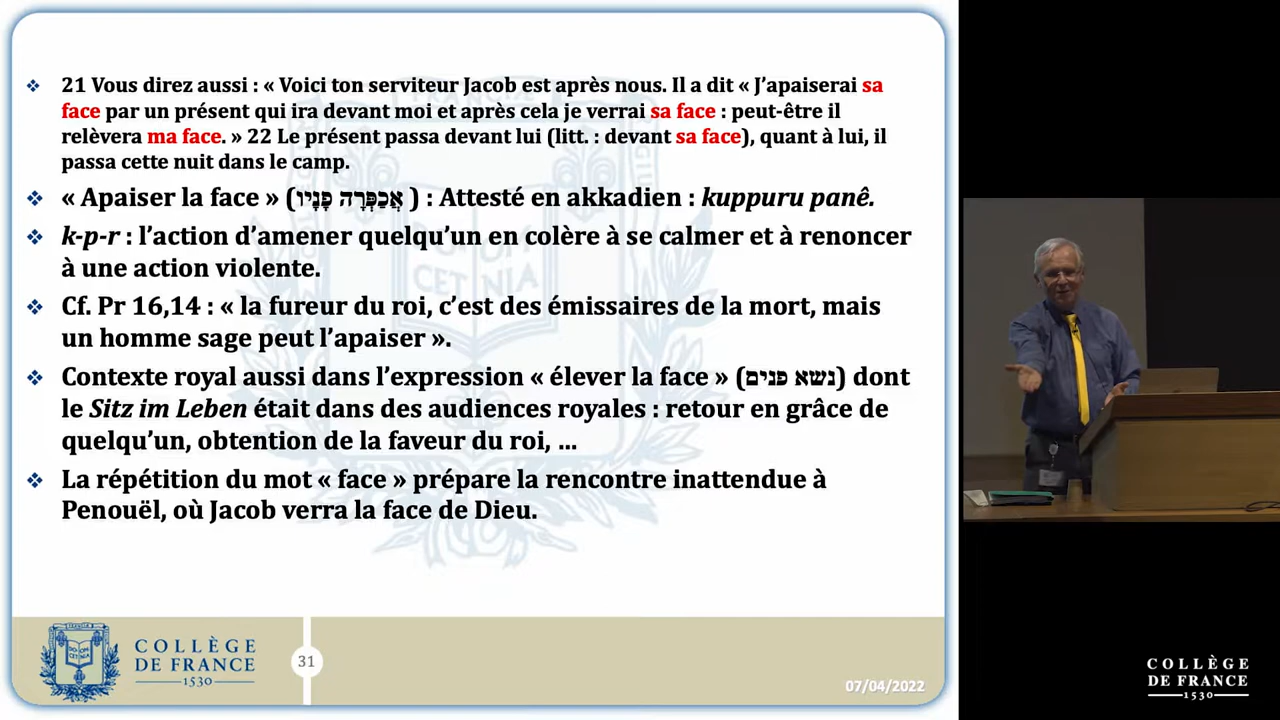 ❖ 21 Vous direz aussi : « Voici ton serviteur Jacob est après nous. Il a dit « J’apaiserai sa
face par un présent qui ira devant moi et après cela je verrai sa face : peut-être il
relèvera ma face. » 22 Le présent passa devant lui (litt. : devant sa face), quant à lui, il
passa cette nuit dans le camp.
❖ « Apaiser la face » (אֲכַפְּרָה פָנָיו ) : Attesté en akkadien : kuppuru panê.
❖ k-p-r : l’action d’amener quelqu’un en colère à se calmer et à renoncer
à une action violente.
❖ Cf. Pr 16,14 : « la fureur du roi, c’est des émissaires de la mort, mais
un homme sage peut l’apaiser ».
❖ Contexte royal aussi dans l’expression « élever la face » (נשא פנים) dont
le Sitz im Leben était dans des audiences royales : retour en grâce de
quelqu’un, obtention de la faveur du roi, …
❖ La répétition du mot « face » prépare la rencontre inattendue à
Penouël, où Jacob verra la face de Dieu.
COLLÈGE
DE FRANCE
1530
31
07/04/2022
COLLÈGE
DE FRANCE
1530